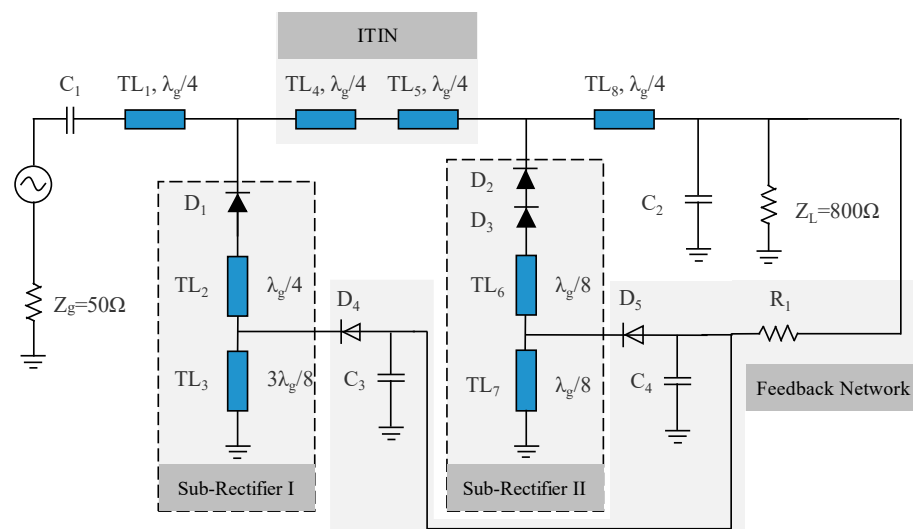 ITIN
C₁
TL₁, λg/4
TL₄, λg/4
TL₅, λg/4
TL₈, λg/4
D₁
D₂
D₃
C₂
Z_L=800Ω
Zg=50Ω
TL₂
λg/4
D₄
TL₆
λg/8
D₅
R₁
TL₃
3λg/8
C₃
TL₇
λg/8
C₄
Feedback Network
Sub-Rectifier I
Sub-Rectifier II